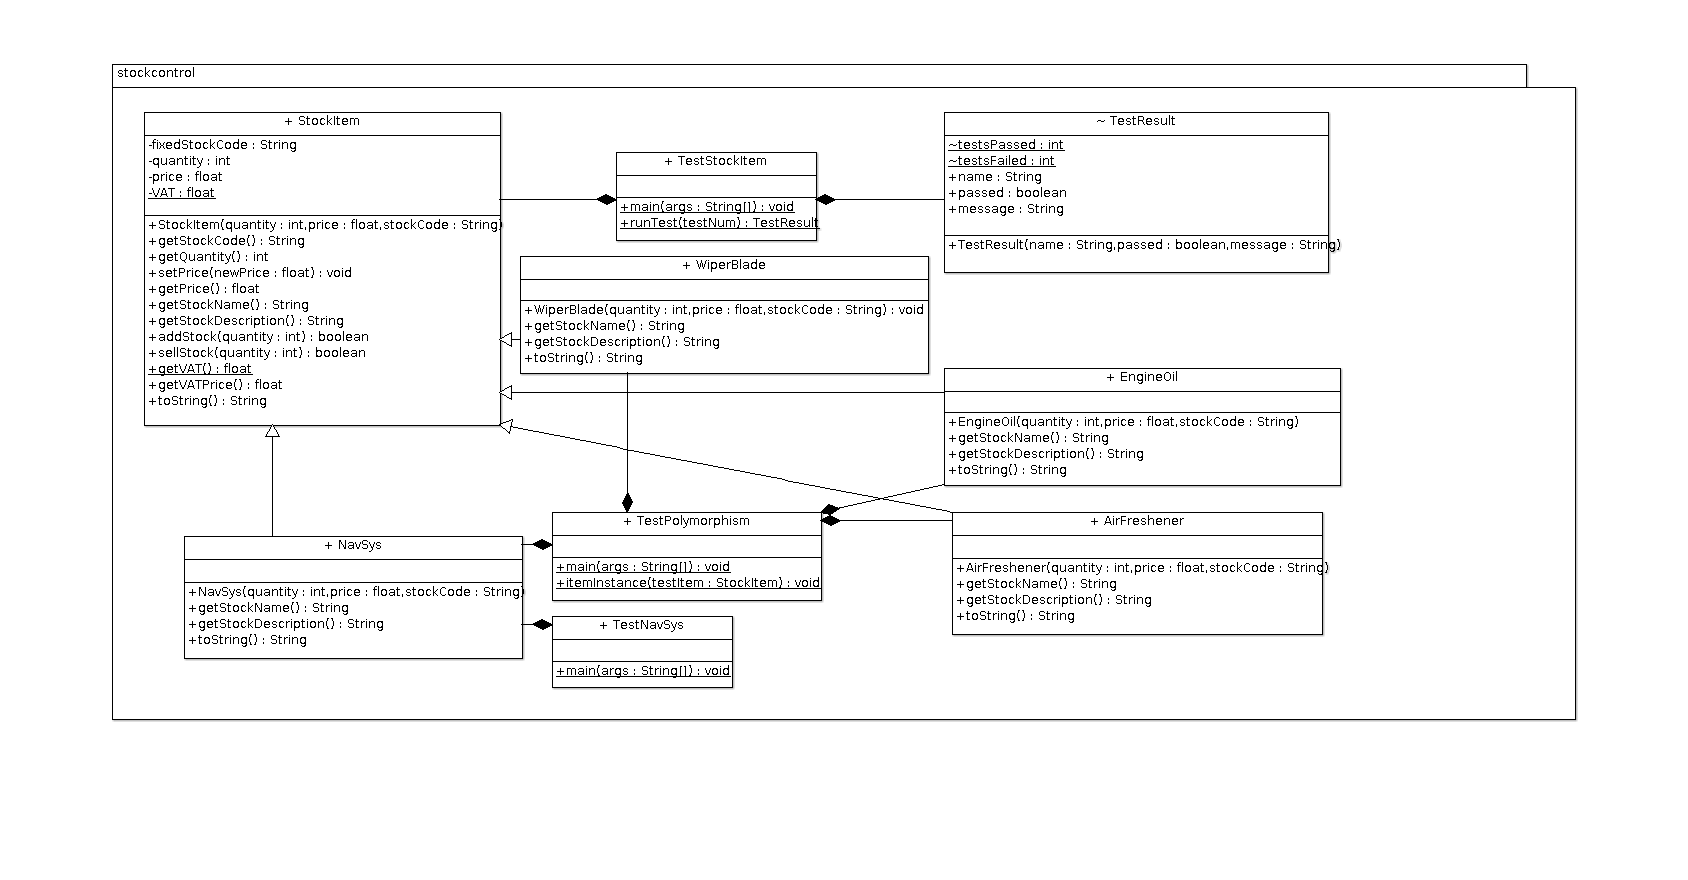 stockcontrol
+ StockItem
-fixedStockCode : String
-quantity : int
-price : float
-VAT : float
+StockItem(quantity : int,price : float,stockCode : String)
+getStockCode() : String
+getQuantity() : int
+setPrice(newPrice : float) : void
+getPrice() : float
+getStockName() : String
+getStockDescription() : String
+addStock(quantity : int) : boolean
+sellStock(quantity : int) : boolean
+getVAT() : float
+getVATPrice() : float
+toString() : String
+ TestStockItem
+main(args : String[]) : void
+runTest(testNum) : TestResult
~ TestResult
~testsPassed : int
~testsFailed : int
+name : String
+passed : boolean
+message : String
+TestResult(name : String,passed : boolean,message : String)
+ WiperBlade
+WiperBlade(quantity : int,price : float,stockCode : String) : void
+getStockName() : String
+getStockDescription() : String
+toString() : String
+ EngineOil
+EngineOil(quantity : int,price : float,stockCode : String)
+getStockName() : String
+getStockDescription() : String
+toString() : String
+ NavSys
+NavSys(quantity : int,price : float,stockCode : String)
+getStockName() : String
+getStockDescription() : String
+toString() : String
+ TestPolymorphism
+main(args : String[]) : void
+itemInstance(testItem : StockItem) : void
+ AirFreshener
+AirFreshener(quantity : int,price : float,stockCode : String)
+getStockName() : String
+getStockDescription() : String
+toString() : String
+ TestNavSys
+main(args : String[]) : void